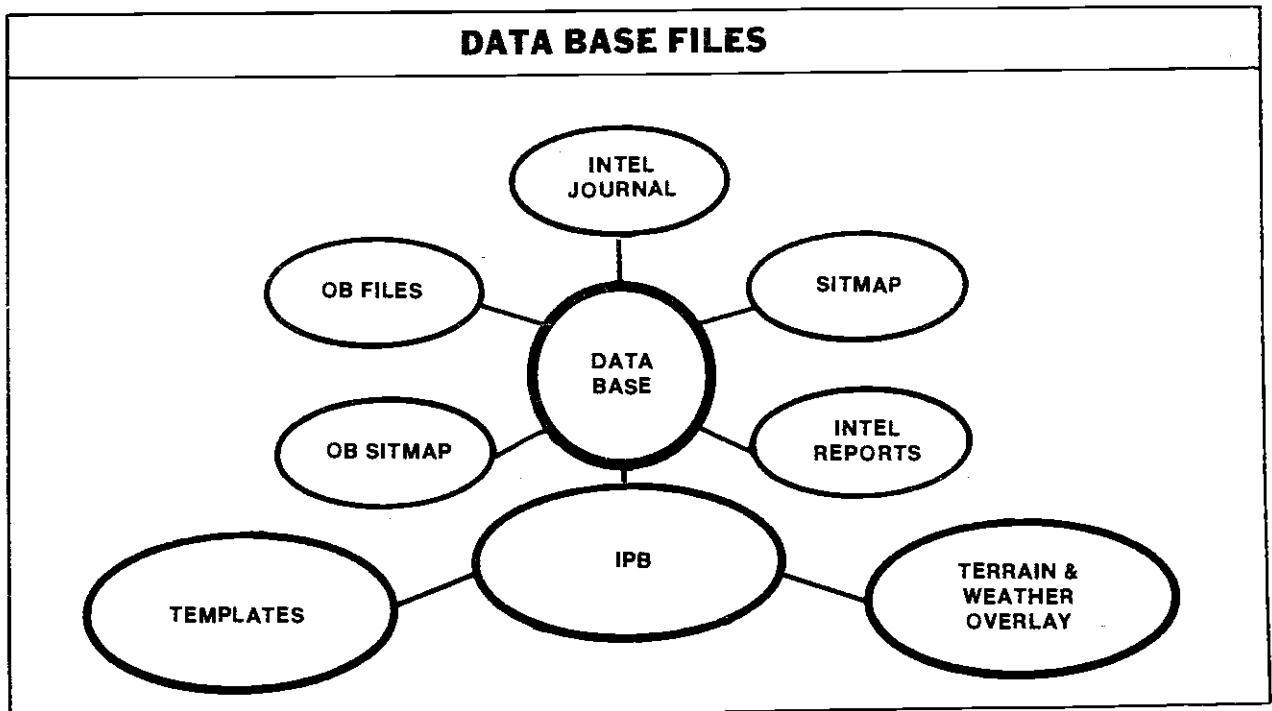 DATA BASE FILES
INTEL
JOURNAL
OB FILES
SITMAP
DATA
BASE
OB SITMAP
INTEL
REPORTS
IPB
TEMPLATES
TERRAIN &
WEATHER
OVERLAY